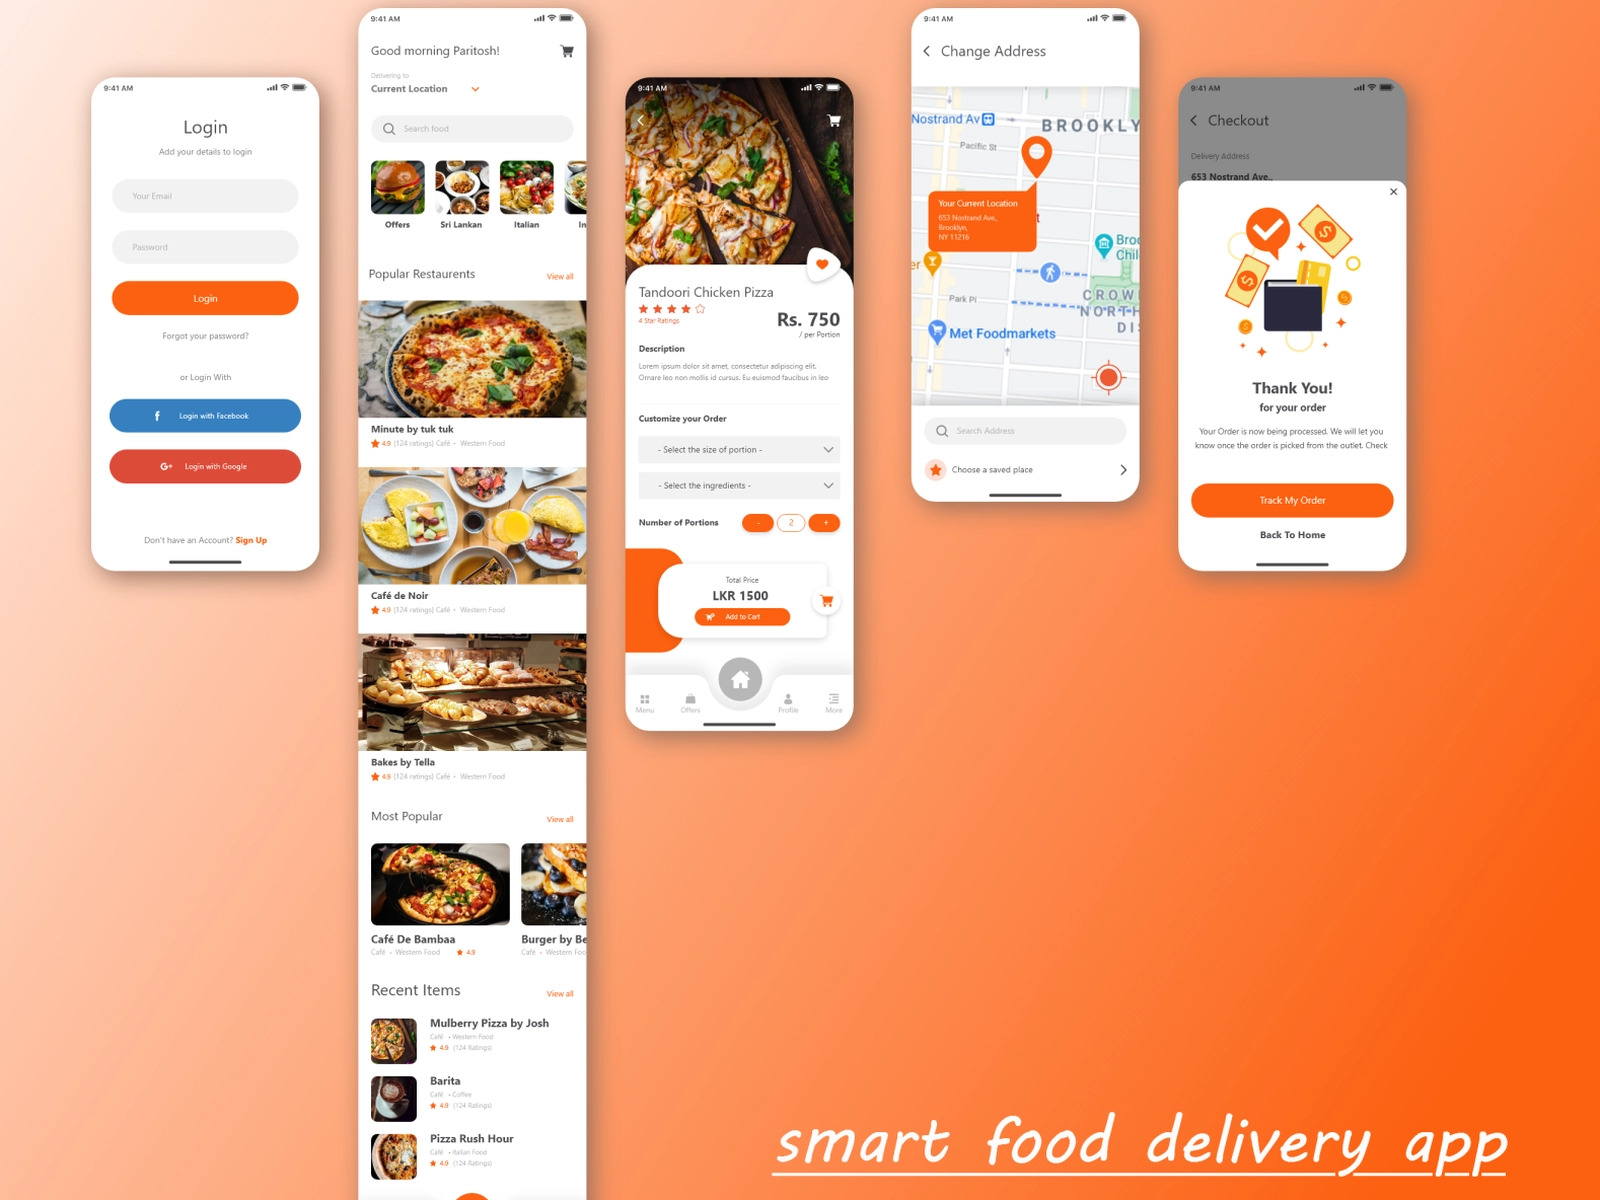 9:41 AM
Login
Add your details to login
Your Email
Password
Login
Forgot your password?
or Login With
f Login with Facebook
G+ Login with Google
Don't have an Account? Sign Up
9:41 AM
Good morning Paritosh!
Delivering to
Current Location
Search food
Offers Sri Lankan Italian In
Popular Restaurents View all
Minute by tuk tuk
4.9 (124 ratings) Café • Western Food
Café de Noir
4.9 (124 ratings) Café • Western Food
Bakes by Tella
4.9 (124 ratings) Café • Western Food
Most Popular View all
Café De Bambaa Burger by Be
Café • Western Food 4.9 Café • Western Foo
Recent Items View all
Mulberry Pizza by Josh
Café • Western Food
4.9 (124 Ratings)
Barita
Café • Coffee
4.9 (124 Ratings)
Pizza Rush Hour
Café • Italian Food
4.9 (124 Ratings)
9:41 AM
Tandoori Chicken Pizza
4 Star Ratings
Rs. 750
/ per Portion
Description
Lorem ipsum dolor sit amet, consectetur adipiscing elit.
Ornare leo non mollis id cursus. Eu euismod faucibus in leo
Customize your Order
- Select the size of portion -
- Select the ingredients -
Number of Portions - 2 +
Total Price
LKR 1500
Add to Cart
Menu Offers Profile More
9:41 AM
Change Address
Nostrand Av
BROOKLY
Pacific St
Your Current Location
653 Nostrand Ave.,
Brooklyn,
NY 11216
t
Broo
Chil
er
Park Pl
CROW
NORTH
DIS
Met Foodmarkets
Search Address
Choose a saved place
9:41 AM
Checkout
Delivery Address
653 Nostrand Ave.,
Thank You!
for your order
Your Order is now being processed. We will let you
know once the order is picked from the outlet. Check
Track My Order
Back To Home
smart food delivery app